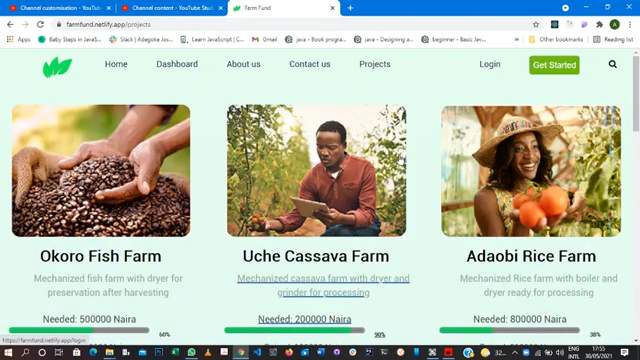 Channel customisation - YouTub
Channel content - YouTube Stud
Farm Fund
farmfund.netlify.app/projects
Baby Steps in JavaS...
Slack | Adegoke Jos...
Learn JavaScript | C...
Gmail
java - Book progra...
java - Domain mod...
beginner - Basic Jav...
Other bookmarks
Reading list
Home
Dashboard
About us
Contact us
Projects
Login
Get Started
Okoro Fish Farm
Mechanized fish farm with dryer for
preservation after harvesting
Needed: 500000 Naira
60%
Uche Cassava Farm
Mechanized cassava farm with dryer and
grinder for processing
Needed: 200000 Naira
90%
Adaobi Rice Farm
Mechanized Rice farm with boiler and
dryer ready for processing
Needed: 800000 Naira
38%
https://farmfund.netlify.app/login
32°C
ENG
INTL
17:55
30/05/2021